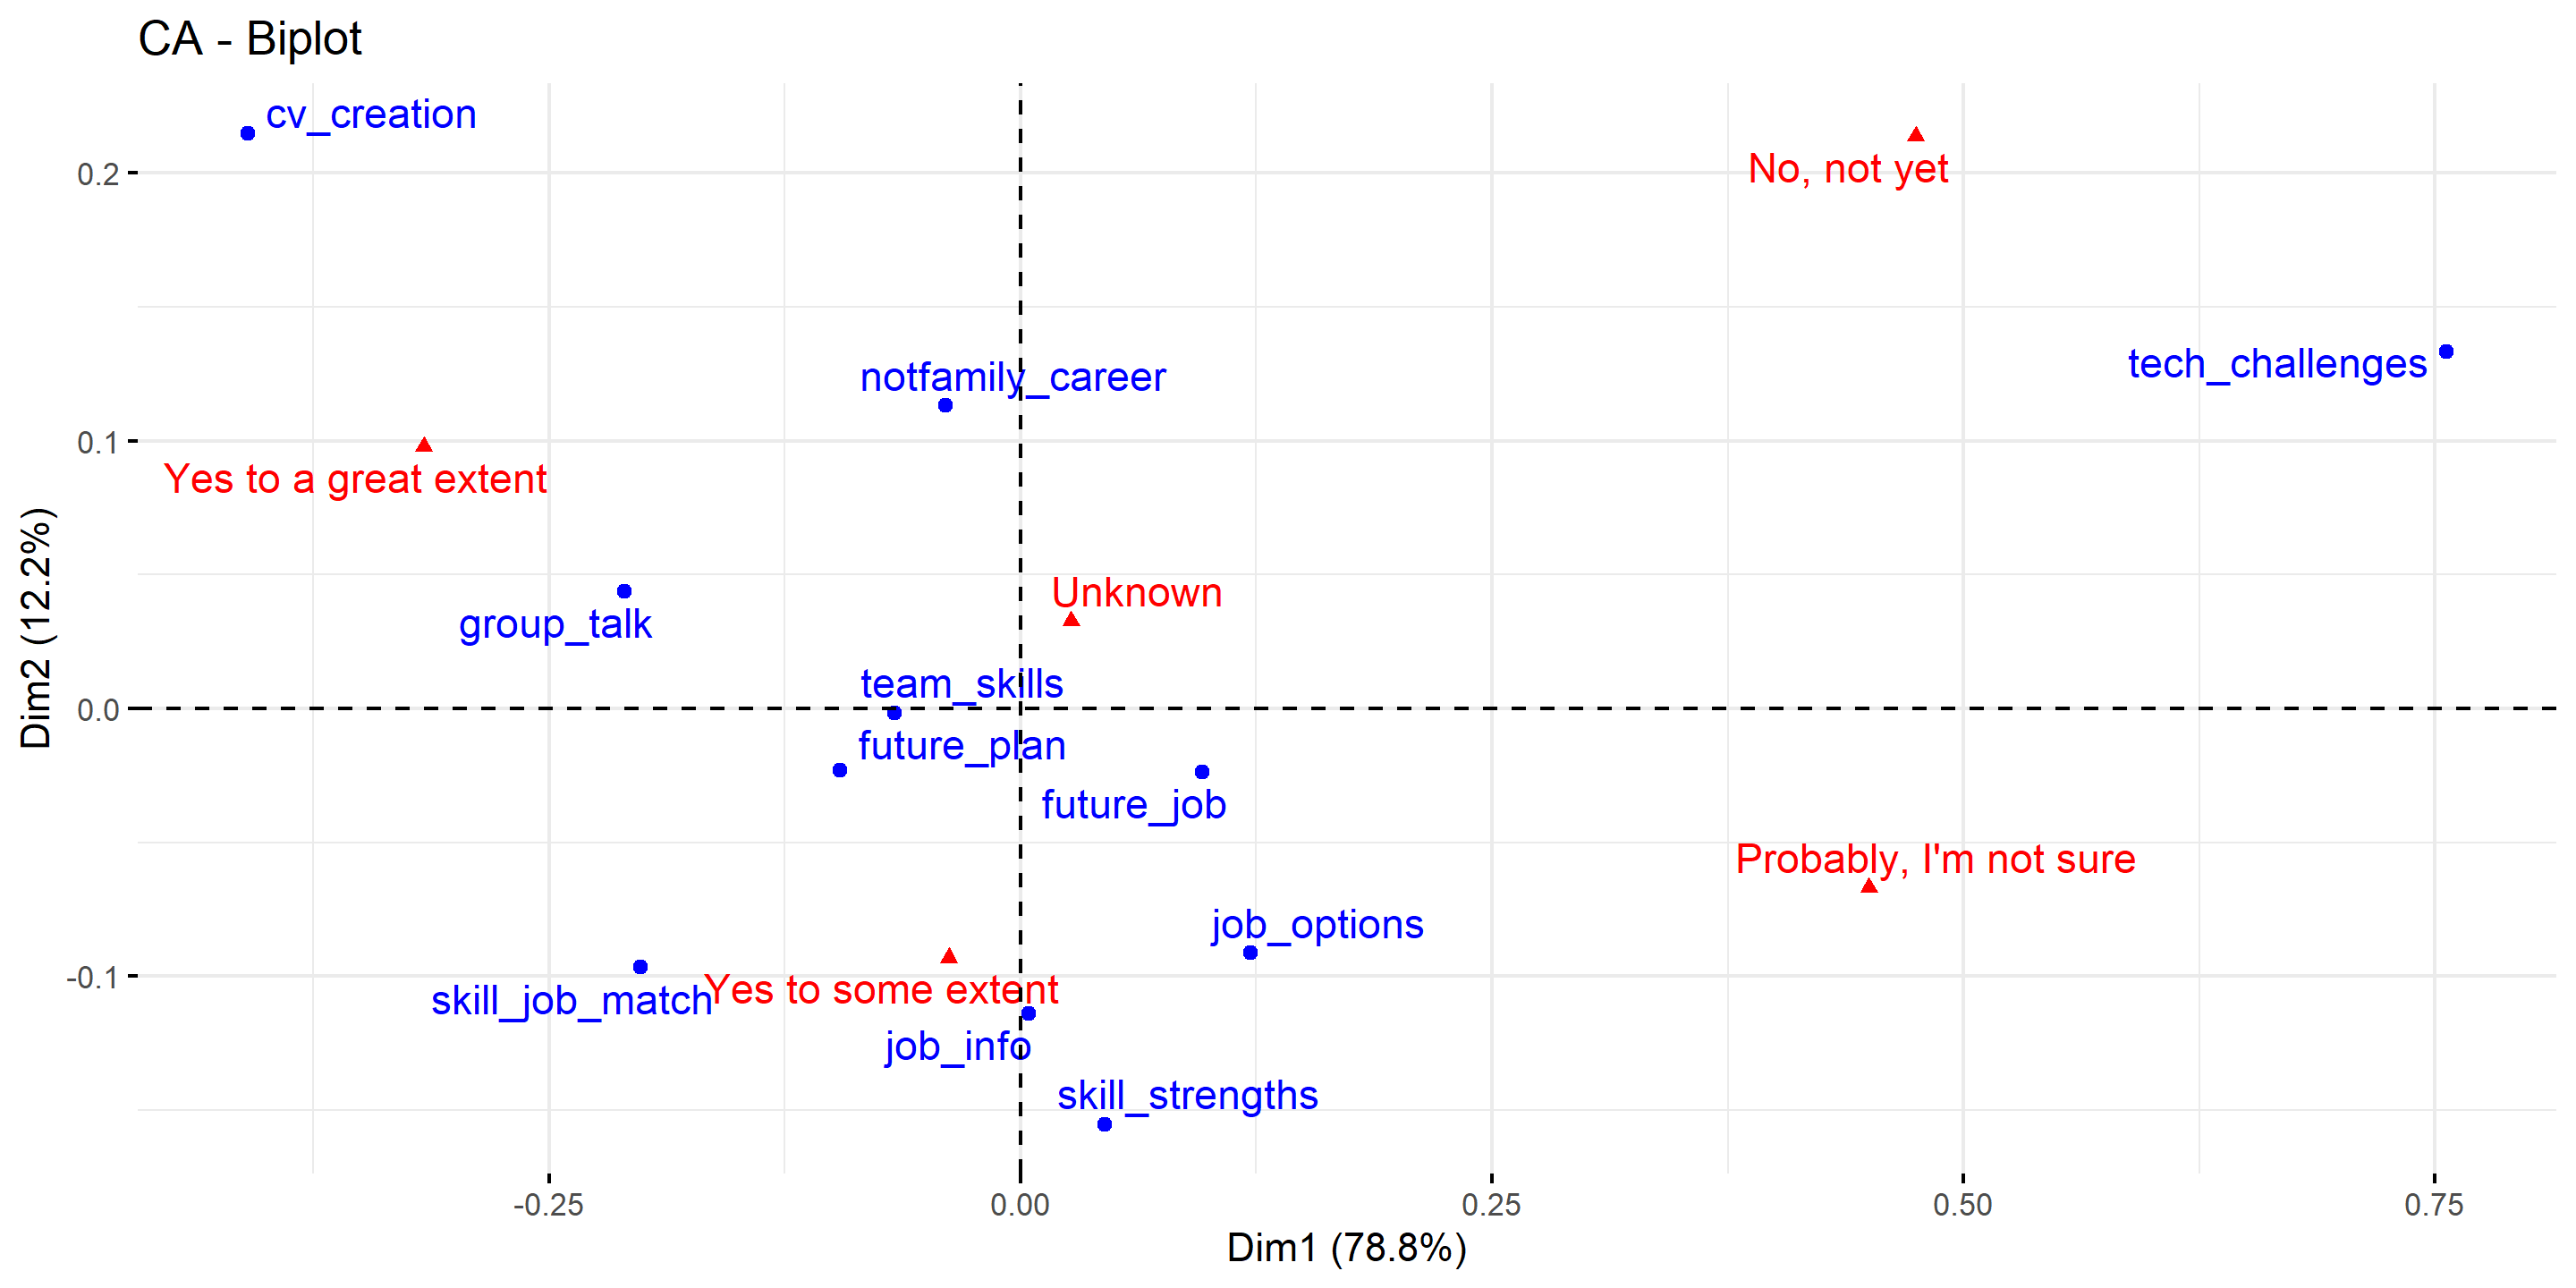 CA - Biplot
cv_creation
No, not yet
0.2
tech_challenges
notfamily_career
0.1
Yes to a great extent
Unknown
group_talk
team_skills
0.0
future_plan
future_job
Probably, I'm not sure
job_options
-0.1
skill_job_match
Yes to some extent
job_info
skill_strengths
Dim2 (12.2%)
-0.25
0.00
0.25
0.50
0.75
Dim1 (78.8%)